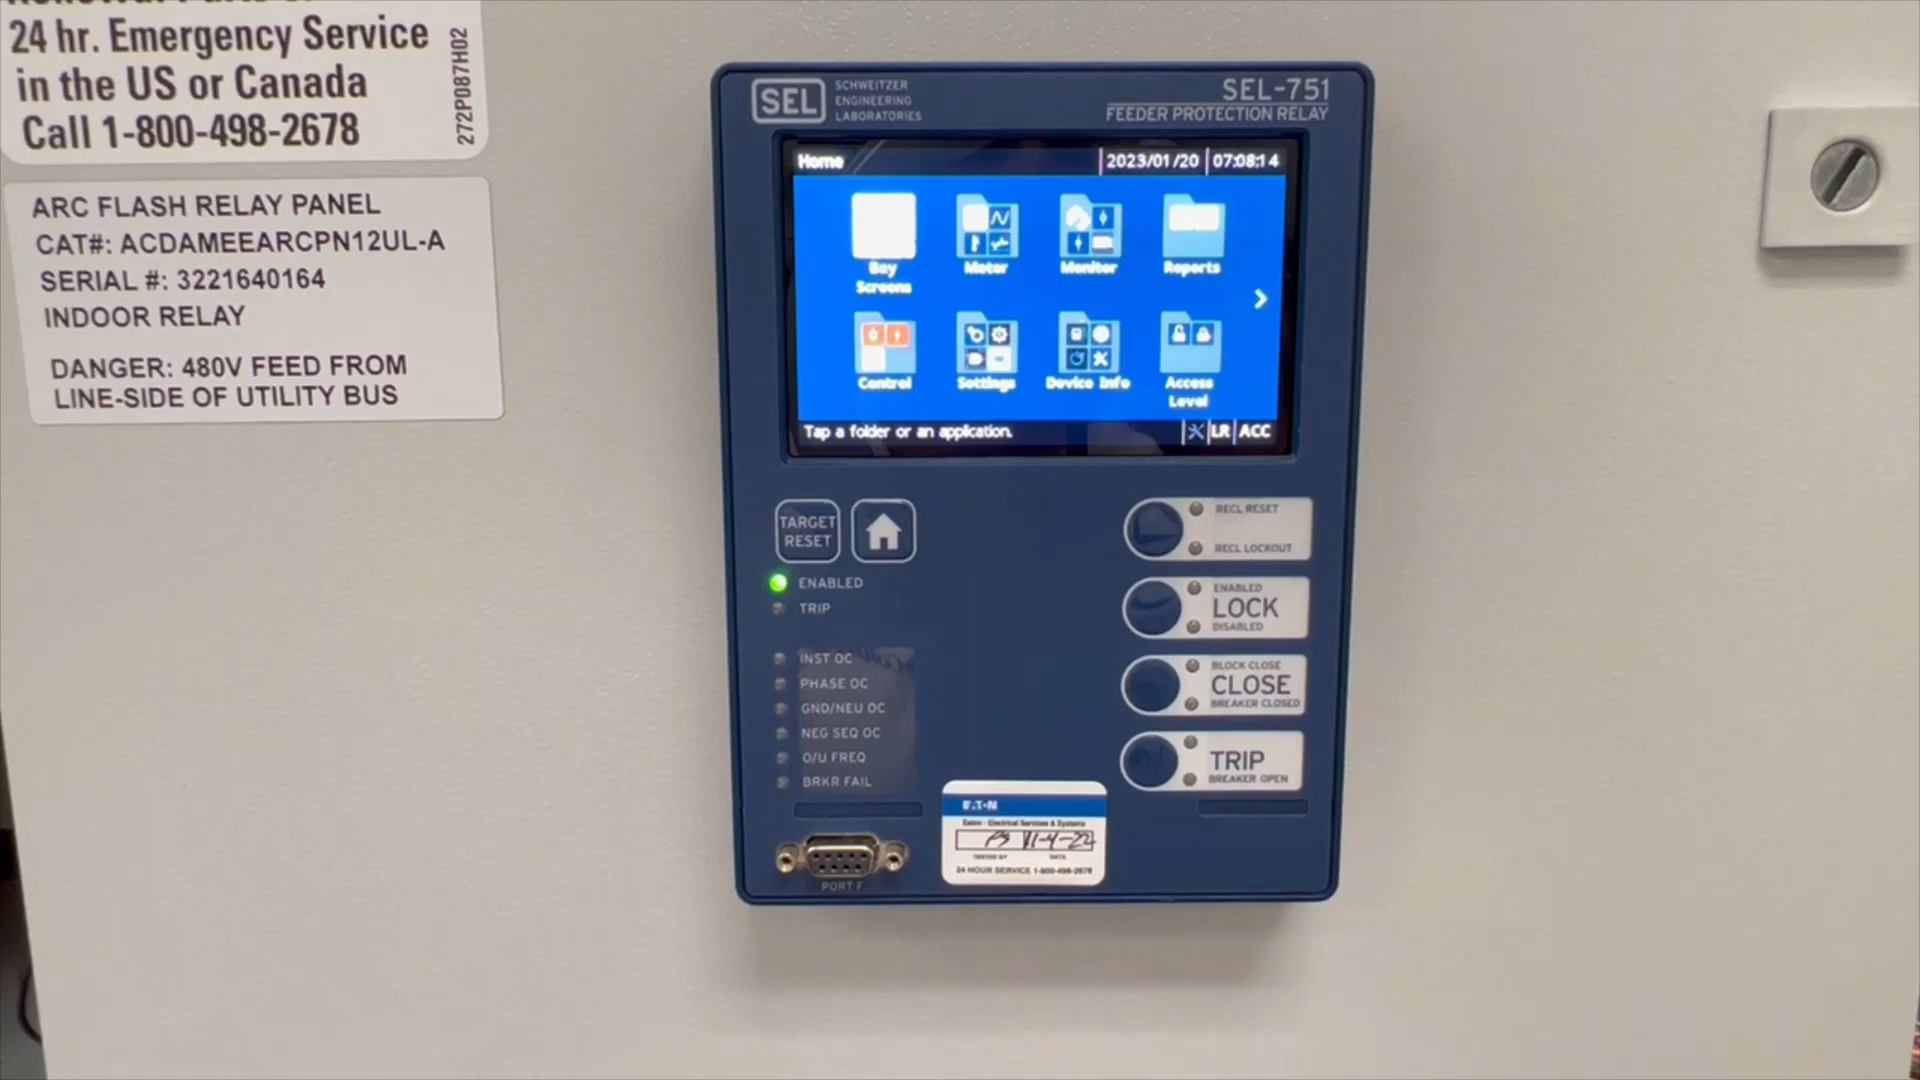 24 hr. Emergency Service
in the US or Canada
Call 1-800-498-2678
272P087H02
ARC FLASH RELAY PANEL
CAT#: ACDAMEEARCPN12UL-A
SERIAL #: 3221640164
INDOOR RELAY
DANGER: 480V FEED FROM
LINE-SIDE OF UTILITY BUS
SEL
SCHWEITZER
ENGINEERING
LABORATORIES
SEL-751
FEEDER PROTECTION RELAY
Home
2023/01/20
07:08:14
Bay
Screens
Meter
Monitor
Reports
Control
Settings
Device Info
Access
Level
Tap a folder or an application.
LR
ACC
TARGET
RESET
ENABLED
TRIP
INST OC
PHASE OC
GND/NEU OC
NEG SEQ OC
O/U FREQ
BRKR FAIL
PORT F
RECL RESET
RECL LOCKOUT
ENABLED
LOCK
DISABLED
BLOCK CLOSE
CLOSE
BREAKER CLOSED
TRIP
BREAKER OPEN
E.T.N
Eaton - Electrical Services & Systems
TESTED BY
DATE
24 HOUR SERVICE 1-800-498-2678